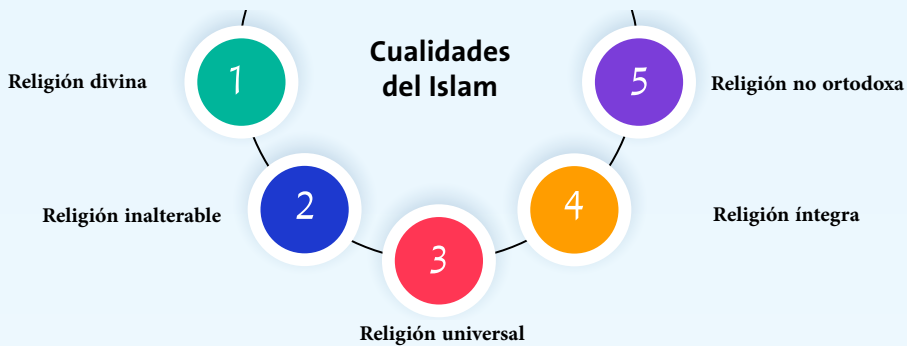 Cualidades
del Islam
1
Religión divina
2
Religión inalterable
3
Religión universal
4
Religión íntegra
5
Religión no ortodoxa